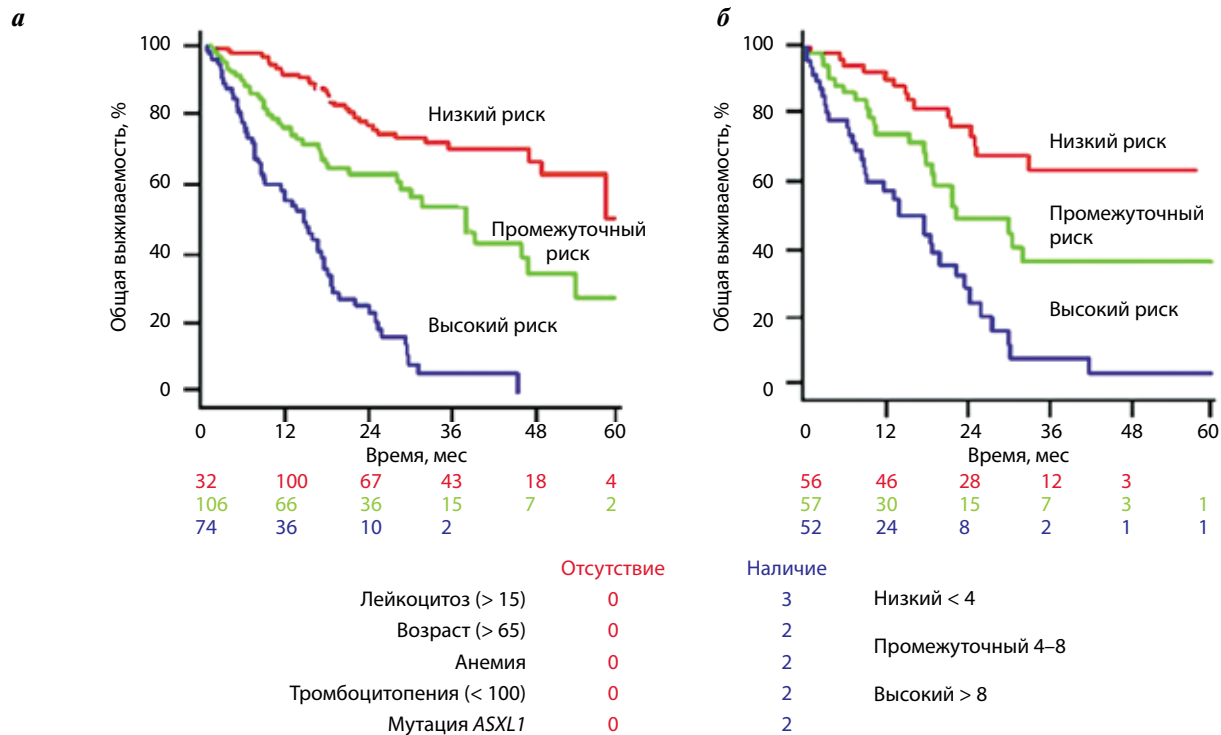 а
100
80
60
40
20
0
Общая выживаемость, %
Низкий риск
Промежуточный
риск
Высокий риск
0 12 24 36 48 60
Время, мес
32 100 67 43 18 4
106 66 36 15 7 2
74 36 10 2
б
100
80
60
40
20
0
Общая выживаемость, %
Низкий риск
Промежуточный
риск
Высокий риск
0 12 24 36 48 60
Время, мес
56 46 28 12 3
57 30 15 7 3 1
52 24 8 2 1 1
Отсутствие Наличие
Лейкоцитоз (> 15) 0 3 Низкий < 4
Возраст (> 65) 0 2
Промежуточный 4–8
Анемия 0 2
Тромбоцитопения (< 100) 0 2 Высокий > 8
Мутация ASXL1 0 2